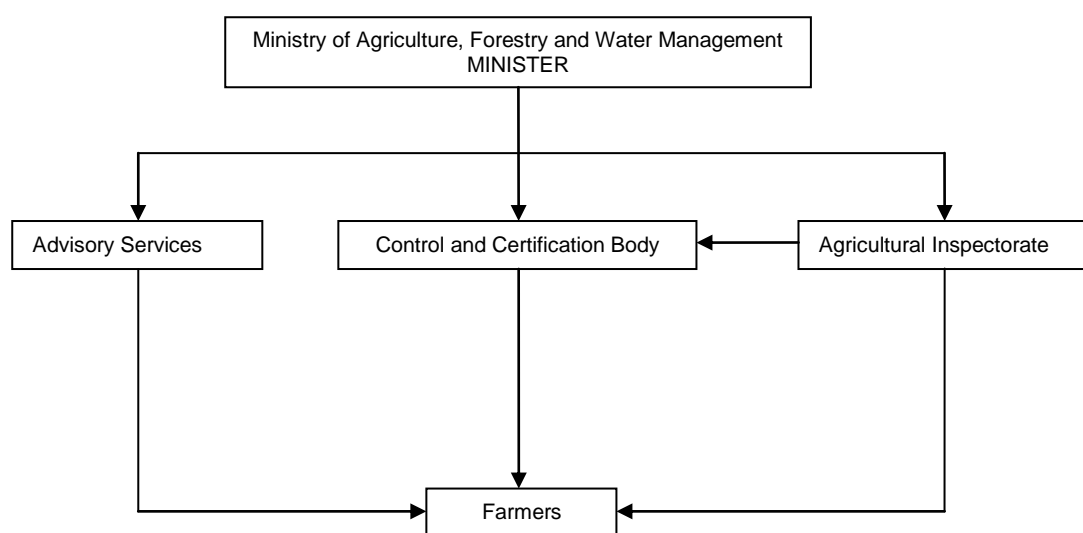 Ministry of Agriculture, Forestry and Water Management
MINISTER
Advisory Services
Control and Certification Body
Agricultural Inspectorate
Farmers